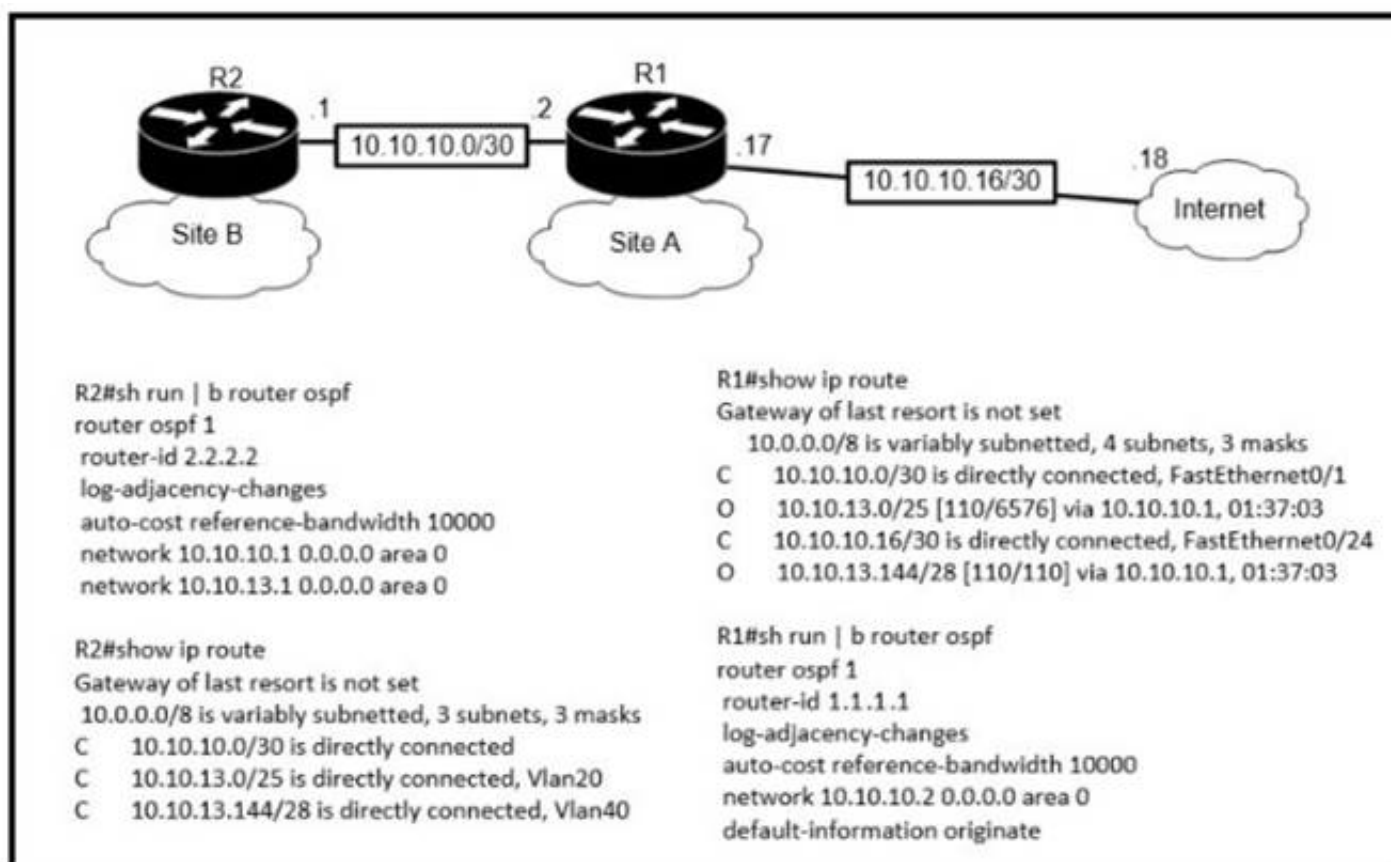 R2
R1
.1
10.10.10.0/30
.2
.17
10.10.10.16/30
.18
Internet
Site B
Site A
R2#sh run | b router ospf
router ospf 1
router-id 2.2.2.2
log-adjacency-changes
auto-cost reference-bandwidth 10000
network 10.10.10.1 0.0.0.0 area 0
network 10.10.13.1 0.0.0.0 area 0
R2#show ip route
Gateway of last resort is not set
10.0.0.0/8 is variably subnetted, 3 subnets, 3 masks
C 10.10.10.0/30 is directly connected
C 10.10.13.0/25 is directly connected, Vlan20
C 10.10.13.144/28 is directly connected, Vlan40
R1#show ip route
Gateway of last resort is not set
10.0.0.0/8 is variably subnetted, 4 subnets, 3 masks
C 10.10.10.0/30 is directly connected, FastEthernet0/1
O 10.10.13.0/25 [110/6576] via 10.10.10.1, 01:37:03
C 10.10.10.16/30 is directly connected, FastEthernet0/24
O 10.10.13.144/28 [110/110] via 10.10.10.1, 01:37:03
R1#sh run | b router ospf
router ospf 1
router-id 1.1.1.1
log-adjacency-changes
auto-cost reference-bandwidth 10000
network 10.10.10.2 0.0.0.0 area 0
default-information originate